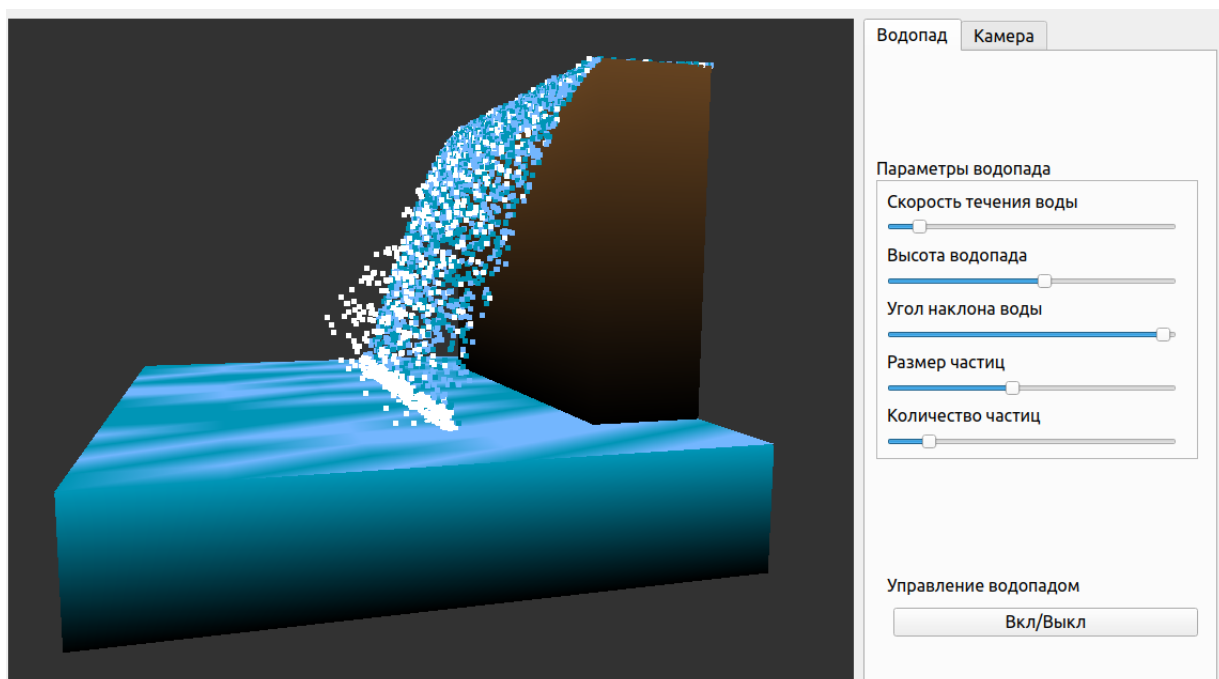 Водопад Камера
Параметры водопада
Скорость течения воды
Высота водопада
Угол наклона воды
Размер частиц
Количество частиц
Управление водопадом
Вкл/Выкл